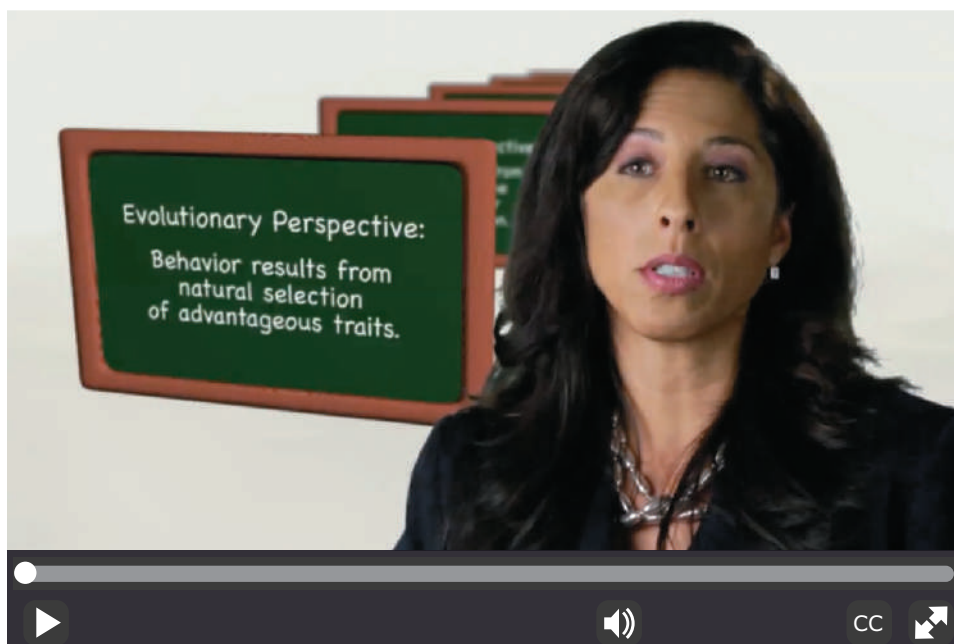 Evolutionary Perspective:
Behavior results from
natural selection
of advantageous traits.
CC